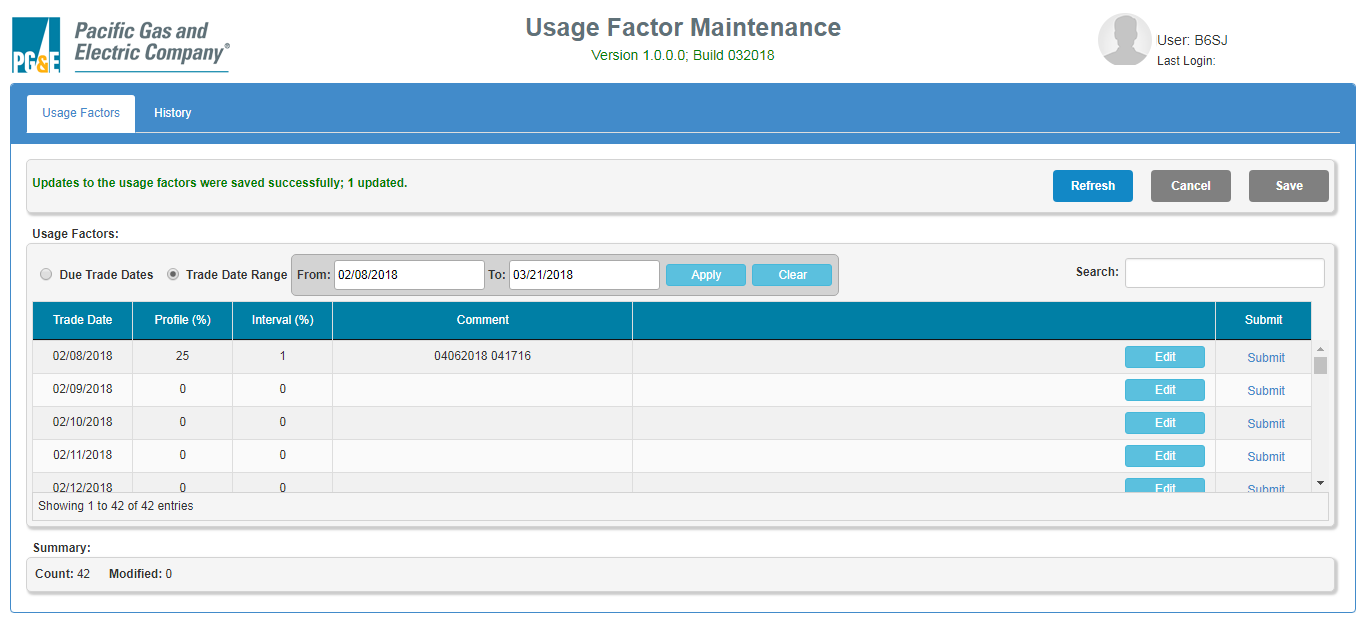 PG&E
Pacific Gas and
Electric Company®
Usage Factor Maintenance
Version 1.0.0.0; Build 032018
User: B6SJ
Last Login:
Usage Factors History
Updates to the usage factors were saved successfully; 1 updated.
Refresh Cancel Save
Usage Factors:
Due Trade Dates Trade Date Range From: 02/08/2018 To: 03/21/2018 Apply Clear Search:
Trade Date Profile (%) Interval (%) Comment Submit
02/08/2018 25 1 04062018 041716 Edit Submit
02/09/2018 0 0 Edit Submit
02/10/2018 0 0 Edit Submit
02/11/2018 0 0 Edit Submit
02/12/2018 0 0 Edit Submit
Showing 1 to 42 of 42 entries
Summary:
Count: 42 Modified: 0